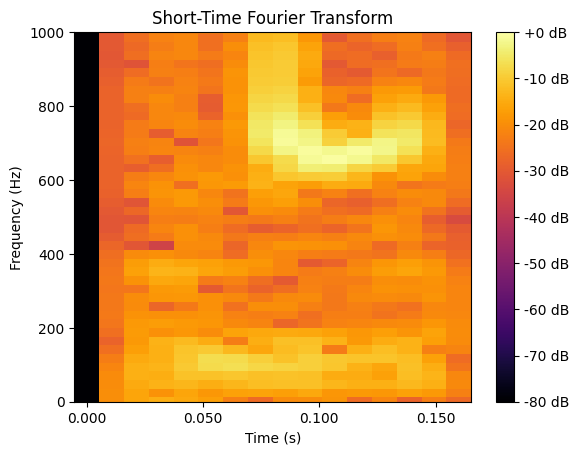 Short-Time Fourier Transform
1000
800
600
400
200
0
Frequency (Hz)
0.000
0.050
0.100
0.150
Time (s)
+0 dB
-10 dB
-20 dB
-30 dB
-40 dB
-50 dB
-60 dB
-70 dB
-80 dB